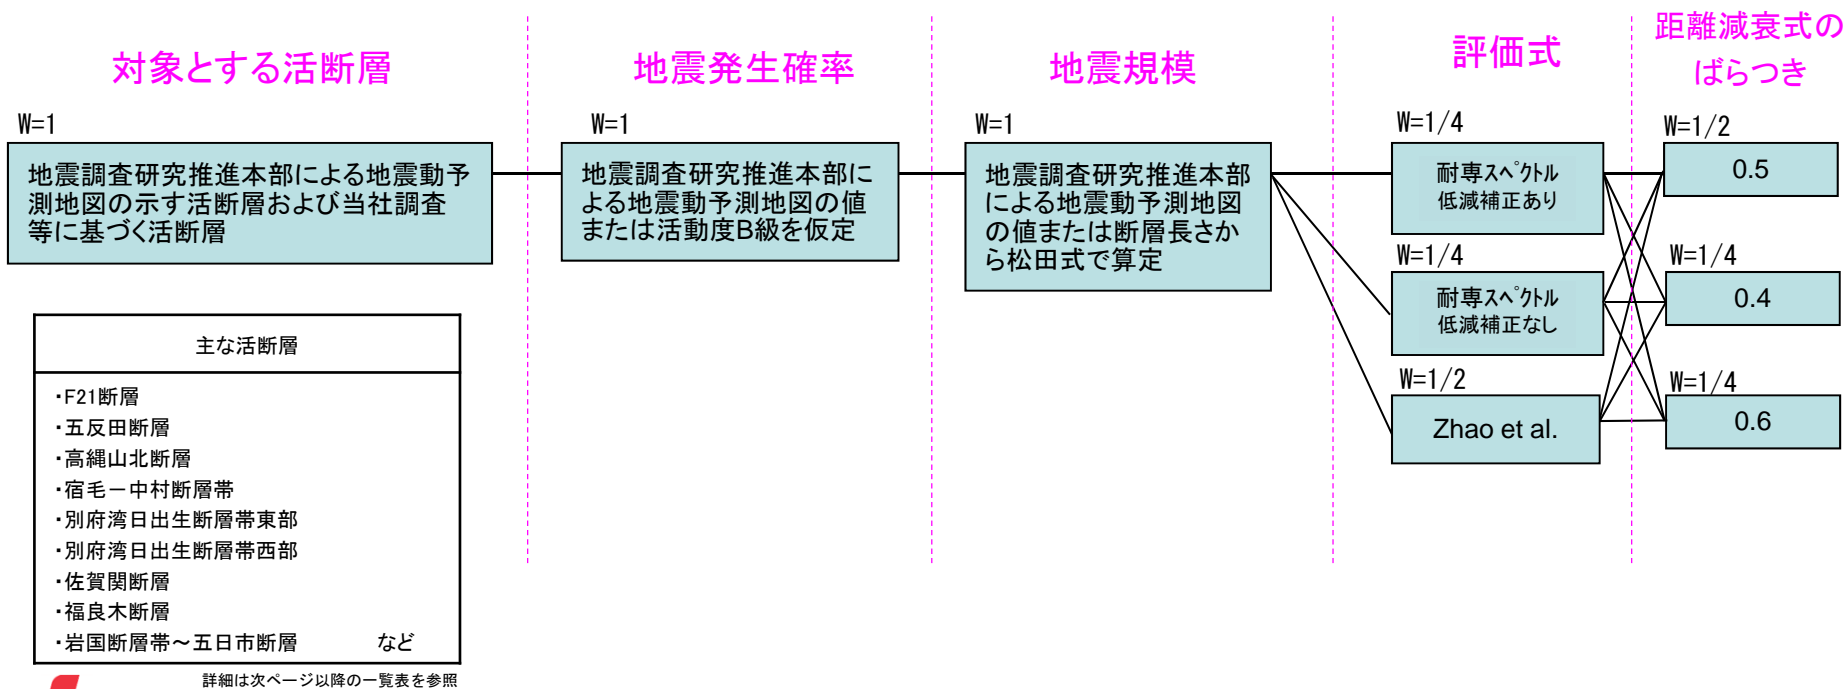 対象とする活断層
地震発生確率
地震規模
評価式
距離減衰式の
ばらつき
W=1
地震調査研究推進本部による地震動予
測地図の示す活断層および当社調査
等に基づく活断層
W=1
地震調査研究推進本部に
よる地震動予測地図の値
または活動度B級を仮定
W=1
地震調査研究推進本部
による地震動予測地図
の値または断層長さか
ら松田式で算定
W=1/4
耐専スペクトル
低減補正あり
W=1/4
耐専スペクトル
低減補正なし
W=1/2
Zhao et al.
W=1/2
0.5
W=1/4
0.4
W=1/4
0.6
主な活断層
・F21断層
・五反田断層
・高縄山北断層
・宿毛－中村断層帯
・別府湾日出生断層帯東部
・別府湾日出生断層帯西部
・佐賀関断層
・福良木断層
・岩国断層帯～五日市断層 など
詳細は次ページ以降の一覧表を参照